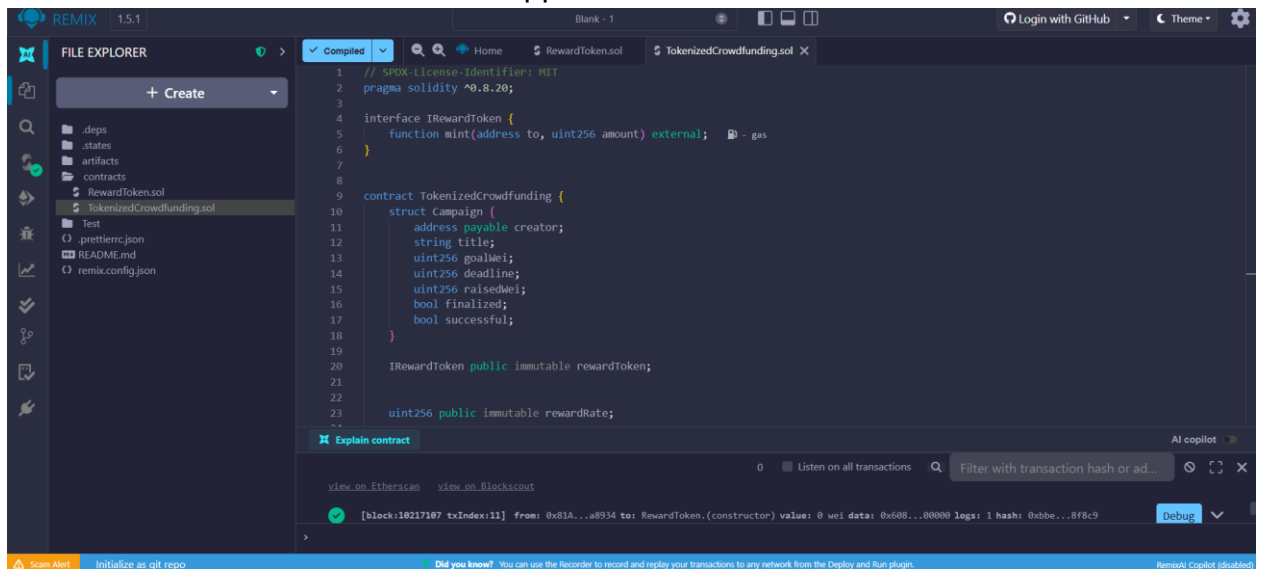 REMIX 1.5.1
Blank - 1
Login with GitHub
Theme
FILE EXPLORER
Compiled
Home
RewardToken.sol
TokenizedCrowdfunding.sol
AI
+ Create
.deps
.states
artifacts
contracts
RewardToken.sol
TokenizedCrowdfunding.sol
Test
.prettierrc.json
README.md
remix.config.json
1 // SPDX-License-Identifier: MIT
2 pragma solidity ^0.8.20;
3
4 interface IRewardToken {
5 function mint(address to, uint256 amount) external; - gas
6 }
7
8
9 contract TokenizedCrowdfunding {
10 struct Campaign {
11 address payable creator;
12 string title;
13 uint256 goalWei;
14 uint256 deadline;
15 uint256 raisedWei;
16 bool finalized;
17 bool successful;
18 }
19
20 IRewardToken public immutable rewardToken;
21
22
23 uint256 public immutable rewardRate;
Explain contract
AI copilot
0 Listen on all transactions
Filter with transaction hash or ad...
view on Etherscan view on Blockscout
[block:10217107 txIndex:11] from: 0x81A...a8934 to: RewardToken.(constructor) value: 0 wei data: 0x608...00000 logs: 1 hash: 0xbbe...8f8c9
Debug
>
Scam Alert
Initialize as git repo
Did you know? You can use the Recorder to record and replay your transactions to any network from the Deploy and Run plugin.
RemixAI Copilot (disabled)